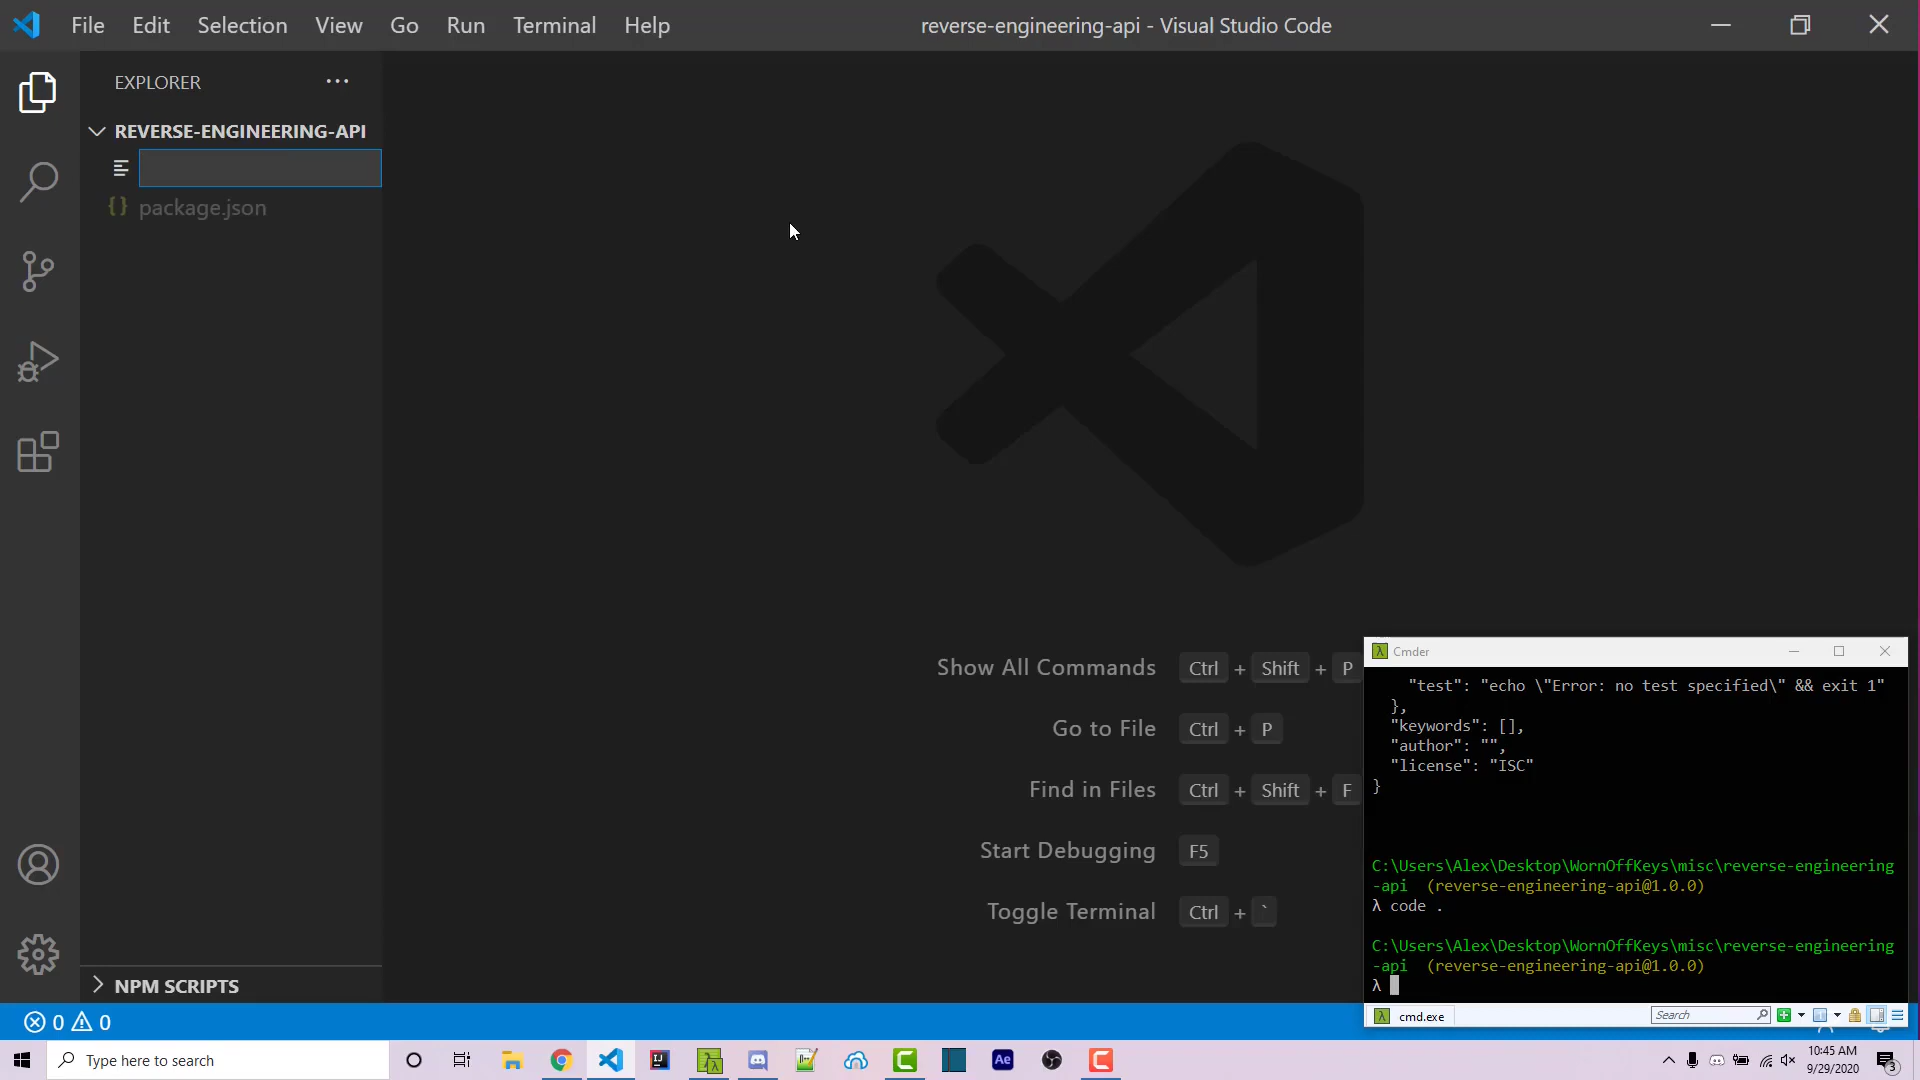 File Edit Selection View Go Run Terminal Help
reverse-engineering-api - Visual Studio Code
EXPLORER
REVERSE-ENGINEERING-API
{} package.json
NPM SCRIPTS
Show All Commands Ctrl + Shift + P
Go to File Ctrl + P
Find in Files Ctrl + Shift + F
Start Debugging F5
Toggle Terminal Ctrl + `
λ Cmder
"test": "echo \"Error: no test specified\" && exit 1"
},
"keywords": [],
"author": "",
"license": "ISC"
}
C:\Users\Alex\Desktop\WornOffKeys\misc\reverse-engineering
-api (reverse-engineering-api@1.0.0)
λ code .
C:\Users\Alex\Desktop\WornOffKeys\misc\reverse-engineering
-api (reverse-engineering-api@1.0.0)
λ
λ cmd.exe
Search
0 0
Type here to search
IJ
λλ
Ae
10:45 AM
9/29/2020
3